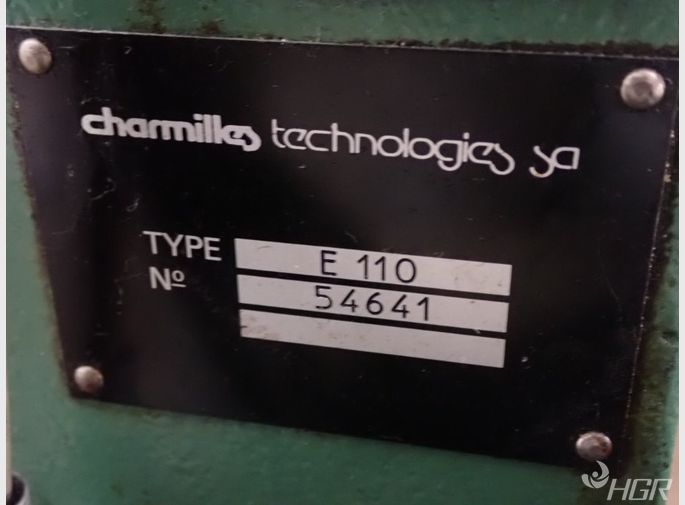 charmilles technologies sa
TYPE E 110
Nº 54641
HGR